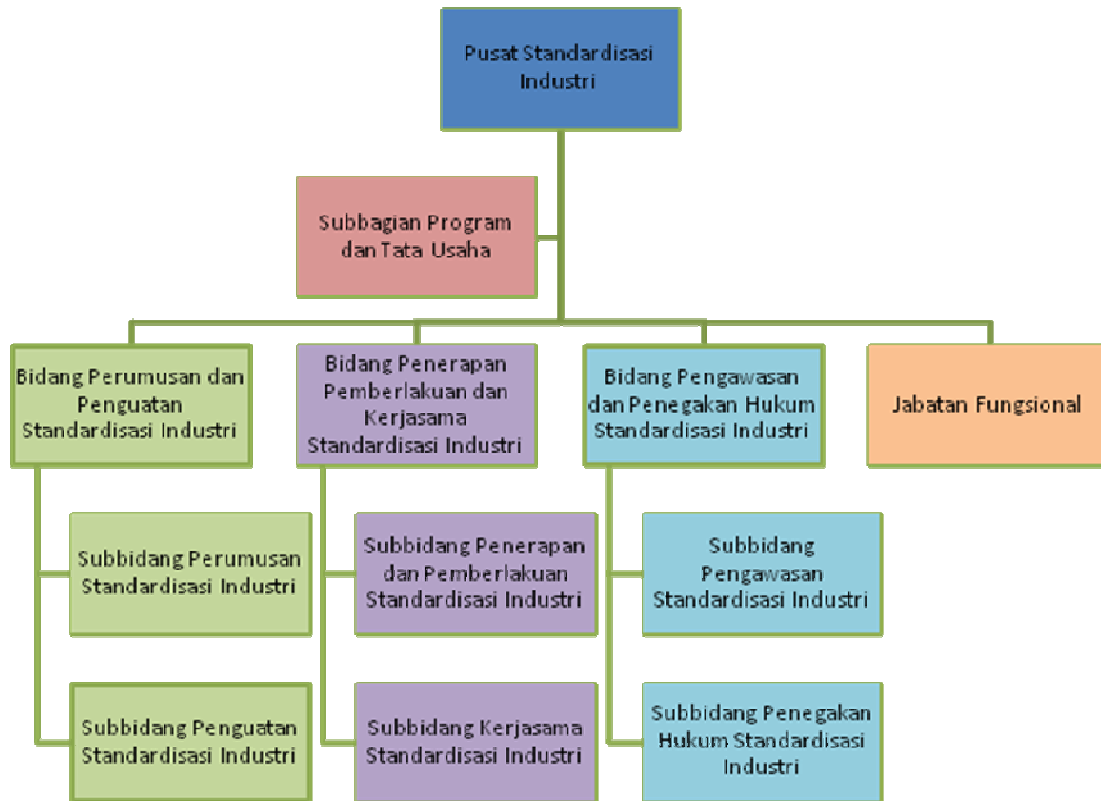 Pusat Standardisasi
Industri
Subbagian Program
dan Tata Usaha
Bidang Perumusan dan
Penguatan
Standardisasi Industri
Bidang Penerapan
Pemberlakuan dan
Kerjasama
Standardisasi Industri
Bidang Pengawasan
dan Penegakan Hukum
Standardisasi Industri
Jabatan Fungsional
Subbidang Perumusan
Standardisasi Industri
Subbidang Penerapan
dan Pemberlakuan
Standardisasi Industri
Subbidang
Pengawasan
Standardisasi Industri
Subbidang Penguatan
Standardisasi Industri
Subbidang Kerjasama
Standardisasi Industri
Subbidang Penegakan
Hukum Standardisasi
Industri